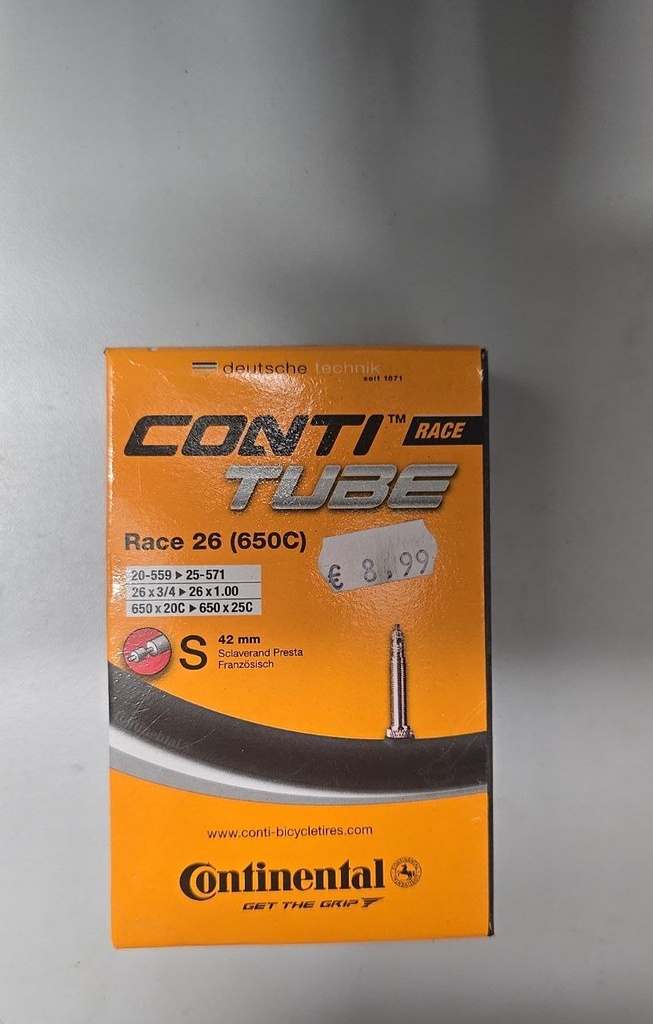 deutsche technik
seit 1871
CONTI™ RACE
TUBE
Race 26 (650C)
€ 8,99
20-559 ▸ 25-571
26 x 3/4 ▸ 26 x 1.00
650 x 20C ▸ 650 x 25C
S
42 mm
Sclaverand Presta
Französisch
Continental
www.conti-bicycletires.com
Continental
GET THE GRIP